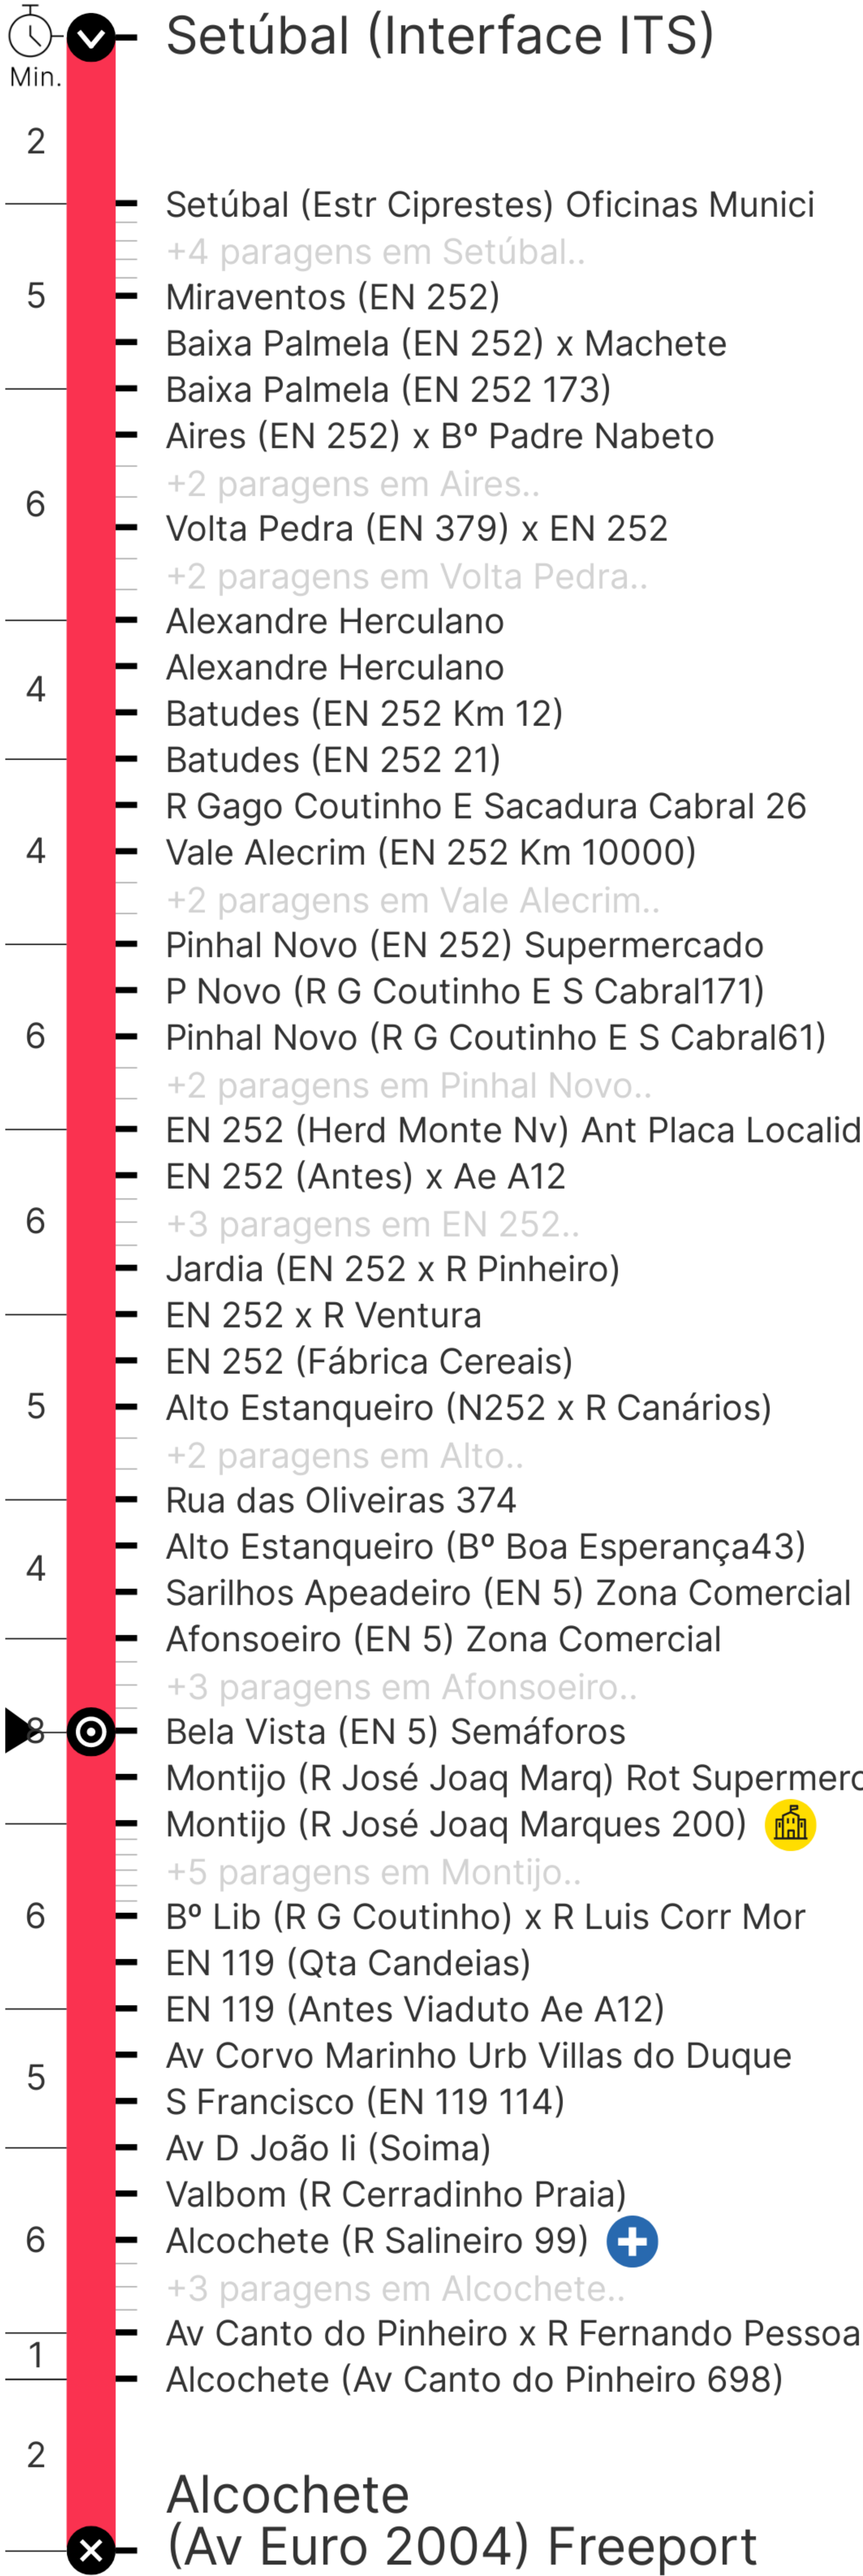 Setúbal (Interface ITS)
Min.
2
Setúbal (Estr Ciprestes) Oficinas Munici
+4 paragens em Setúbal..
5
Miraventos (EN 252)
Baixa Palmela (EN 252) x Machete
Baixa Palmela (EN 252 173)
Aires (EN 252) x Bº Padre Nabeto
+2 paragens em Aires..
6
Volta Pedra (EN 379) x EN 252
+2 paragens em Volta Pedra..
Alexandre Herculano
Alexandre Herculano
4
Batudes (EN 252 Km 12)
Batudes (EN 252 21)
R Gago Coutinho E Sacadura Cabral 26
4
Vale Alecrim (EN 252 Km 10000)
+2 paragens em Vale Alecrim..
Pinhal Novo (EN 252) Supermercado
P Novo (R G Coutinho E S Cabral171)
6
Pinhal Novo (R G Coutinho E S Cabral61)
+2 paragens em Pinhal Novo..
EN 252 (Herd Monte Nv) Ant Placa Localid
EN 252 (Antes) x Ae A12
6
+3 paragens em EN 252..
Jardia (EN 252 x R Pinheiro)
EN 252 x R Ventura
EN 252 (Fábrica Cereais)
5
Alto Estanqueiro (N252 x R Canários)
+2 paragens em Alto..
Rua das Oliveiras 374
Alto Estanqueiro (Bº Boa Esperança43)
4
Sarilhos Apeadeiro (EN 5) Zona Comercial
Afonsoeiro (EN 5) Zona Comercial
+3 paragens em Afonsoeiro..
8
Bela Vista (EN 5) Semáforos
Montijo (R José Joaq Marq) Rot Supermerc
Montijo (R José Joaq Marques 200)
+5 paragens em Montijo..
6
Bº Lib (R G Coutinho) x R Luis Corr Mor
EN 119 (Qta Candeias)
EN 119 (Antes Viaduto Ae A12)
Av Corvo Marinho Urb Villas do Duque
5
S Francisco (EN 119 114)
Av D João Ii (Soima)
Valbom (R Cerradinho Praia)
6
Alcochete (R Salineiro 99)
+3 paragens em Alcochete..
Av Canto do Pinheiro x R Fernando Pessoa
1
Alcochete (Av Canto do Pinheiro 698)
2
Alcochete
(Av Euro 2004) Freeport